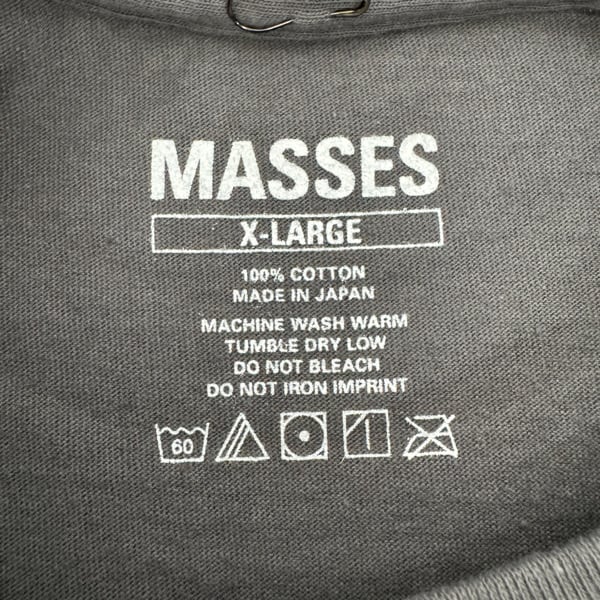 MASSES
X-LARGE
100% COTTON
MADE IN JAPAN
MACHINE WASH WARM
TUMBLE DRY LOW
DO NOT BLEACH
DO NOT IRON IMPRINT
60